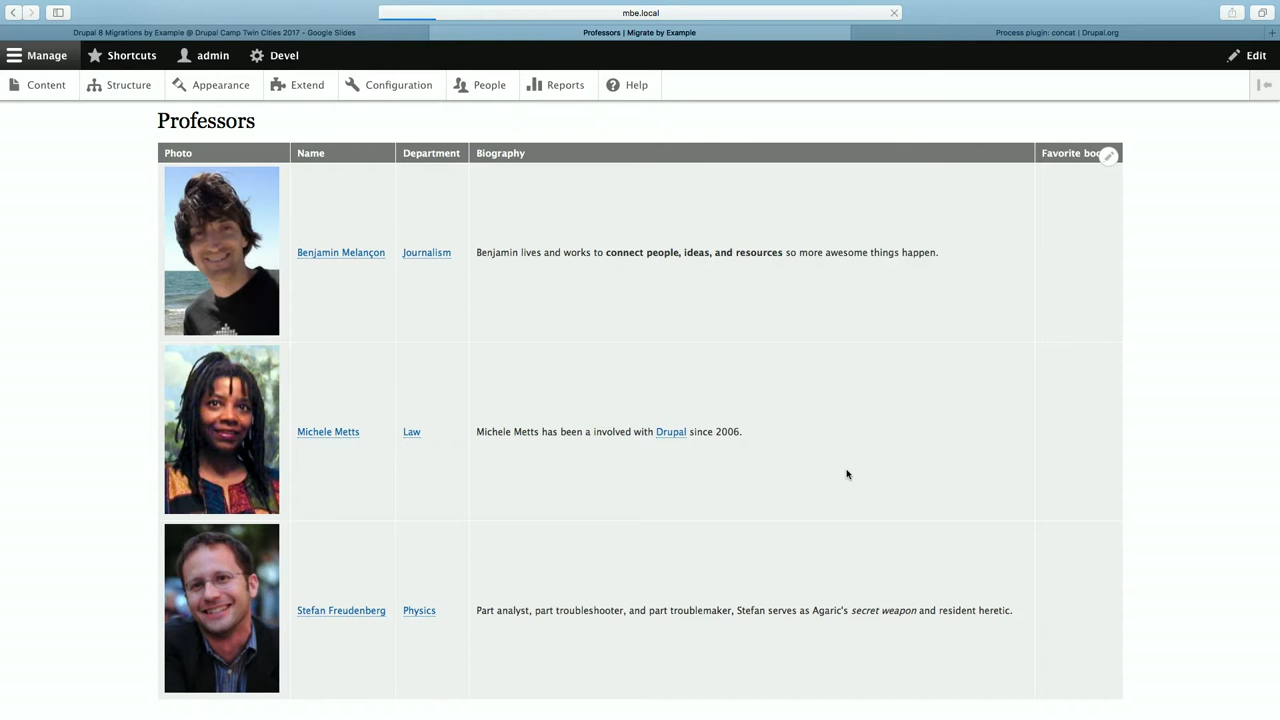 mbe.local
Drupal 8 Migrations by Example @ Drupal Camp Twin Cities 2017 - Google Slides
Professors | Migrate by Example
Process plugin: concat | Drupal.org
Manage
Shortcuts
admin
Devel
Edit
Content
Structure
Appearance
Extend
Configuration
People
Reports
Help
Professors
Photo
Name
Department
Biography
Favorite
Benjamin Melançon
Journalism
Benjamin lives and works to connect people, ideas, and resources so more awesome things happen.
Michele Metts
Law
Michele Metts has been a involved with Drupal since 2006.
Stefan Freudenberg
Physics
Part analyst, part troubleshooter, and part troublemaker, Stefan serves as Agaric's secret weapon and resident heretic.